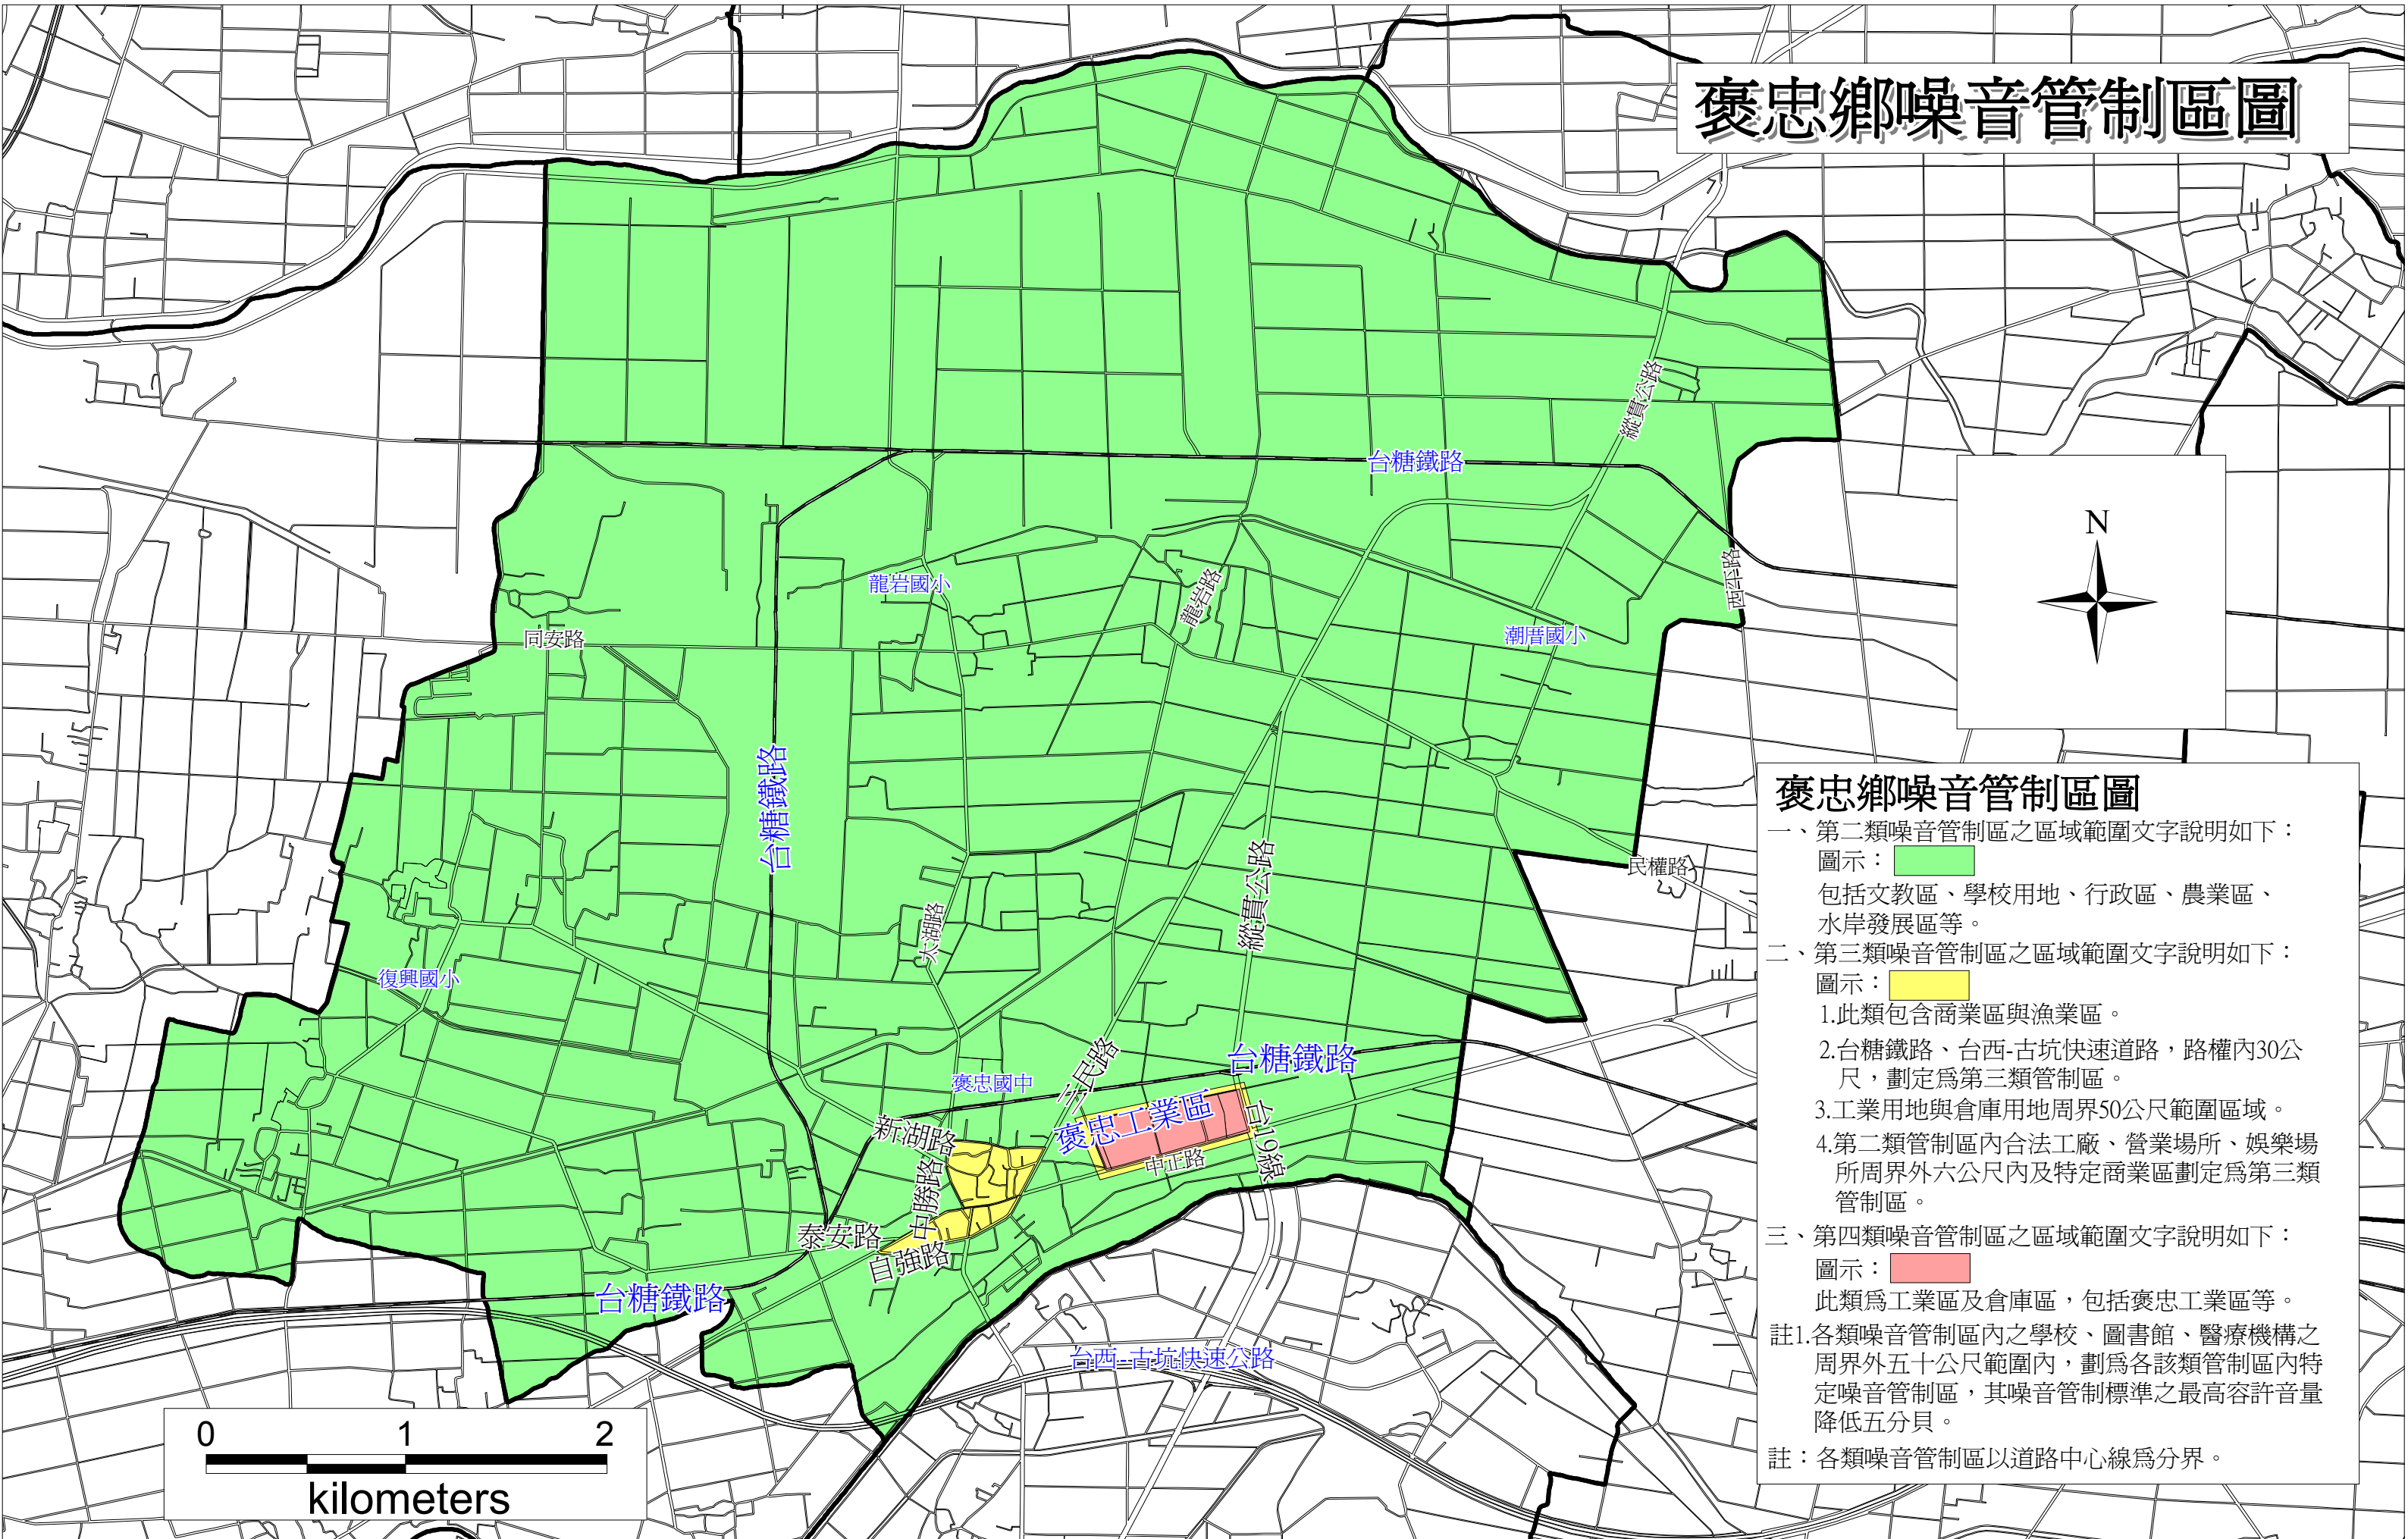 褒忠鄉噪音管制區圖
縱貫公路
台糖鐵路
N
西平路
龍岩國小
龍岩路
潮厝國小
同安路
台糖鐵路
縱貫公路
民權路
太湖路
復興國小
三民路
台糖鐵路
褒忠國中
褒忠工業區
台19線
新湖路
中正路
中勝路
泰安路
自強路
台糖鐵路
台西-古坑快速公路
0 1 2
kilometers
褒忠鄉噪音管制區圖
一、第二類噪音管制區之區域範圍文字說明如下：
圖示：
包括文教區、學校用地、行政區、農業區、
水岸發展區等。
二、第三類噪音管制區之區域範圍文字說明如下：
圖示：
1.此類包含商業區與漁業區。
2.台糖鐵路、台西-古坑快速道路，路權內30公
尺，劃定為第三類管制區。
3.工業用地與倉庫用地周界50公尺範圍區域。
4.第二類管制區內合法工廠、營業場所、娛樂場
所周界外六公尺內及特定商業區劃定為第三類
管制區。
三、第四類噪音管制區之區域範圍文字說明如下：
圖示：
此類為工業區及倉庫區，包括褒忠工業區等。
註1.各類噪音管制區內之學校、圖書館、醫療機構之
周界外五十公尺範圍內，劃為各該類管制區內特
定噪音管制區，其噪音管制標準之最高容許音量
降低五分貝。
註：各類噪音管制區以道路中心線為分界。